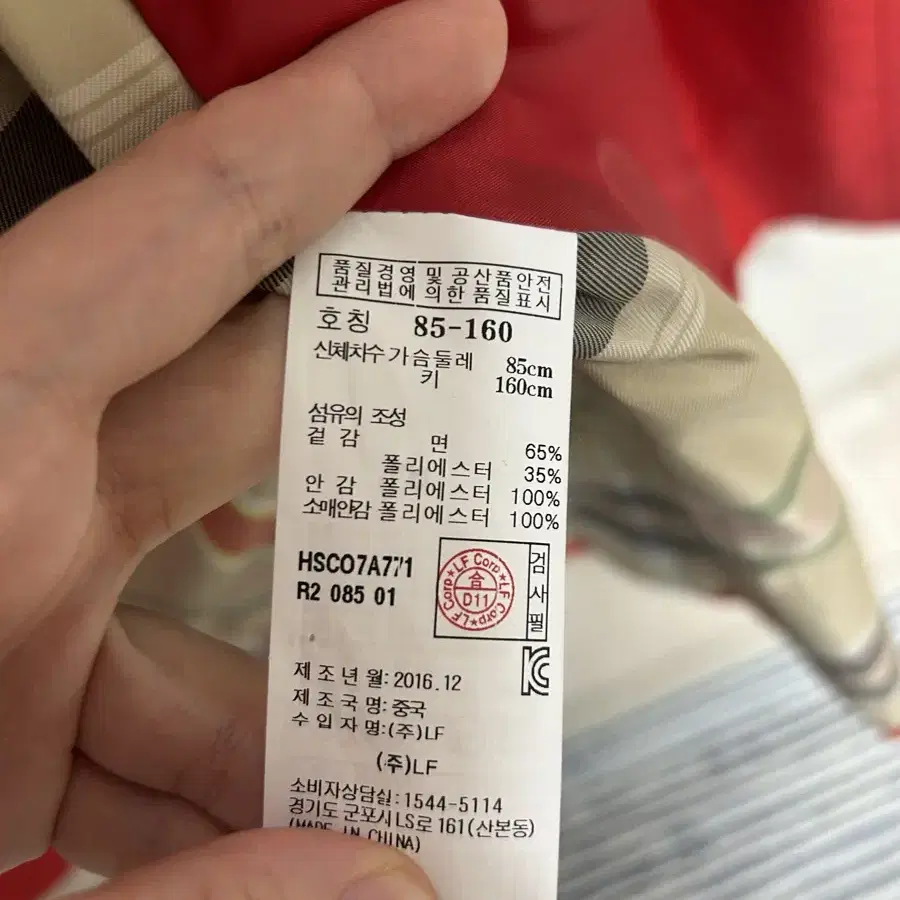 품질경영 및 공산품안전
관리법에 의한 품질표시
호칭 85-160
신체치수 가슴둘레 85cm
키 160cm
섬유의 조성
겉감 면 65%
폴리에스터 35%
안감 폴리에스터 100%
소매안감 폴리에스터 100%
HSCO7A771
R2 085 01
LF Corp★LF Corp★LF Corp★
合
D11
검사필
제조년월: 2016.12
제조국명: 중국
수입자명:(주)LF
(주)LF
소비자상담실:1544-5114
경기도 군포시 LS로 161(산본동)
(MADE IN CHINA)